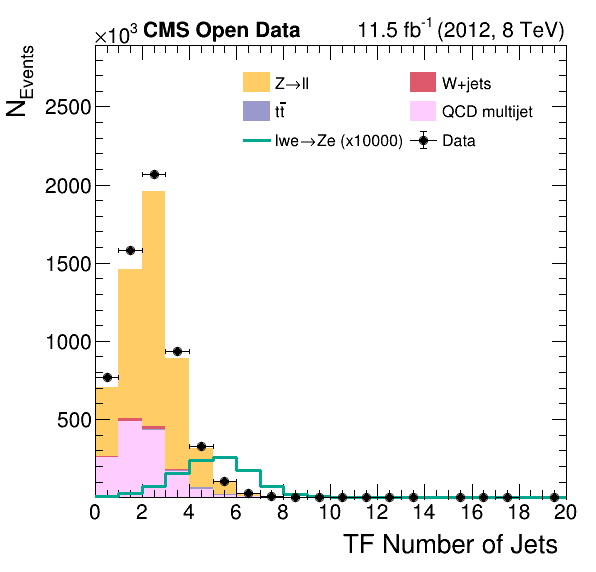 ×10³ CMS Open Data 11.5 fb⁻¹ (2012, 8 TeV)
N_Events
Z→ll W+jets
tt̄ QCD multijet
Iwe→Ze (x10000) Data
2500
2000
1500
1000
500
0 2 4 6 8 10 12 14 16 18 20
TF Number of Jets